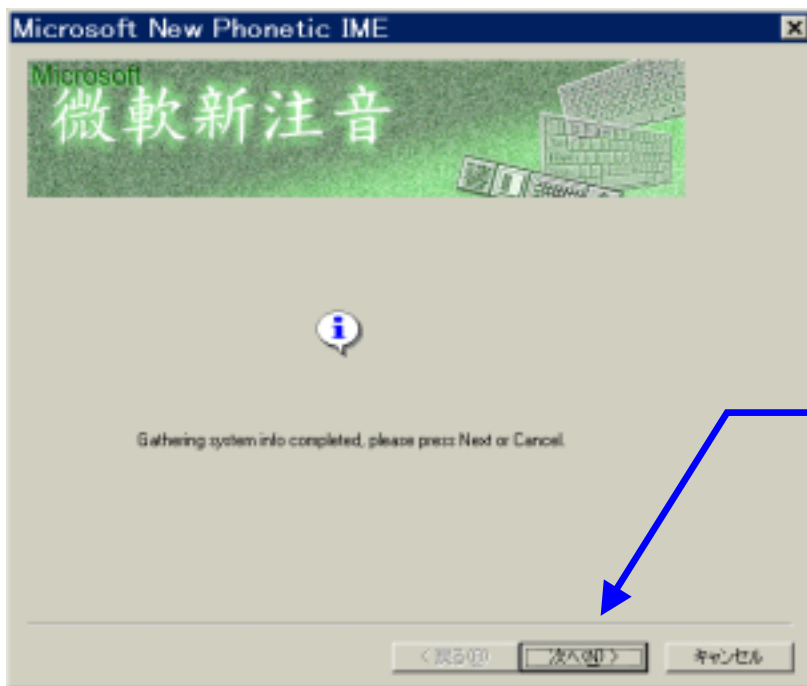 Microsoft New Phonetic IME
Microsoft
微軟新注音
Gathering system info completed, please press Next or Cancel.
< 戻る(B)
次へ(N) >
キャンセル